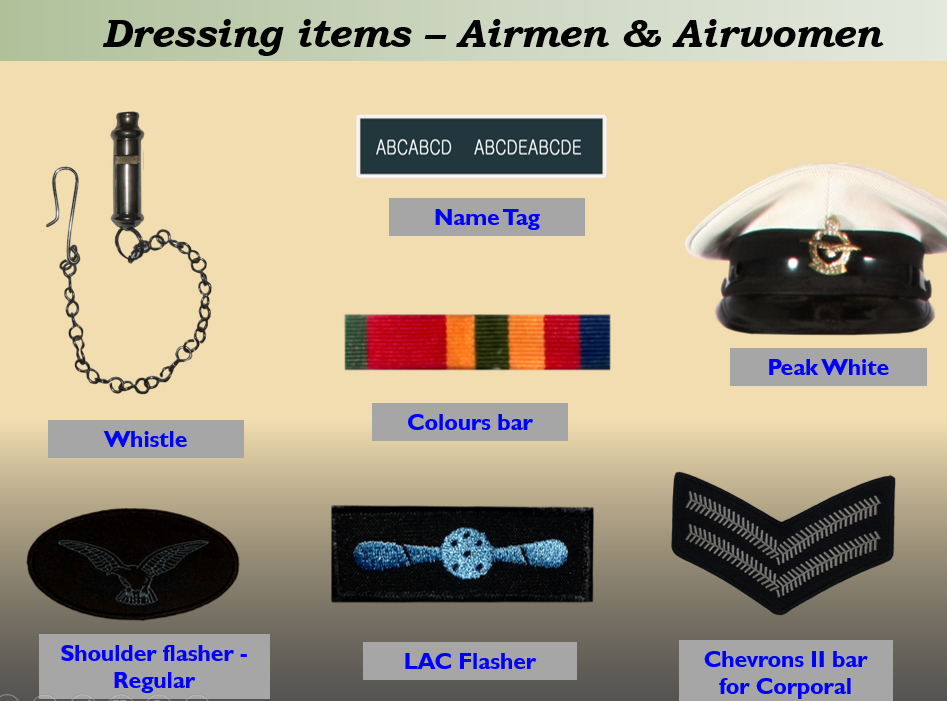 Dressing items – Airmen & Airwomen
ABCABCD ABCDEABCDE
Name Tag
Peak White
Colours bar
Whistle
Shoulder flasher -
Regular
LAC Flasher
Chevrons II bar
for Corporal